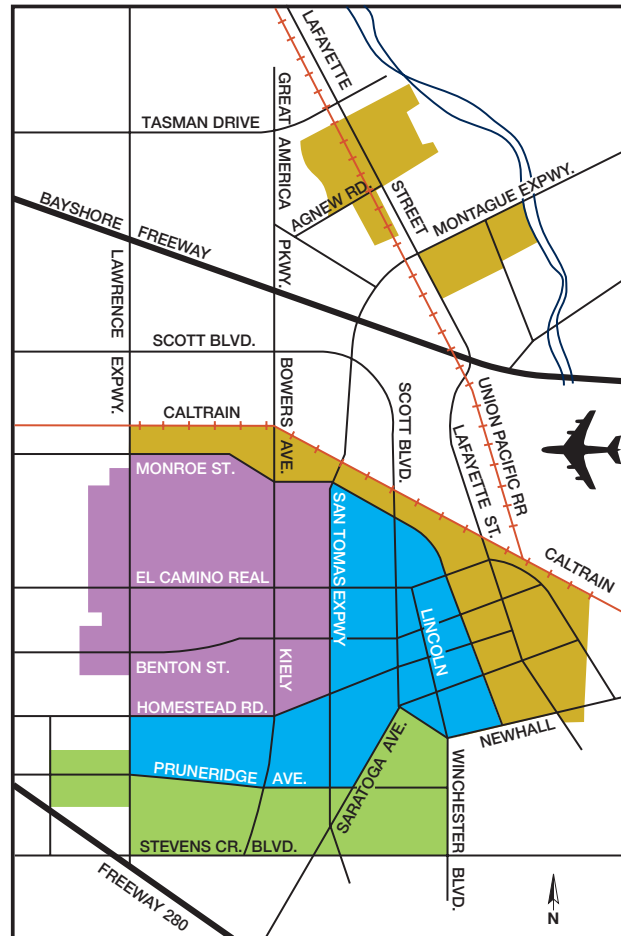 LAFAYETTE
STREET
GREAT AMERICA
PKWY.
TASMAN DRIVE
AGNEW RD.
MONTAGUE EXPWY.
BAYSHORE
FREEWAY
LAWRENCE
EXPWY.
SCOTT BLVD.
BOWERS
AVE.
SCOTT BLVD.
UNION PACIFIC RR
LAFAYETTE ST.
CALTRAIN
MONROE ST.
SAN TOMAS EXPWY
CALTRAIN
EL CAMINO REAL
LINCOLN
BENTON ST.
KIELY
HOMESTEAD RD.
NEWHALL
PRUNERIDGE AVE.
SARATOGA AVE.
WINCHESTER
BLVD.
STEVENS CR. BLVD.
FREEWAY 280
N